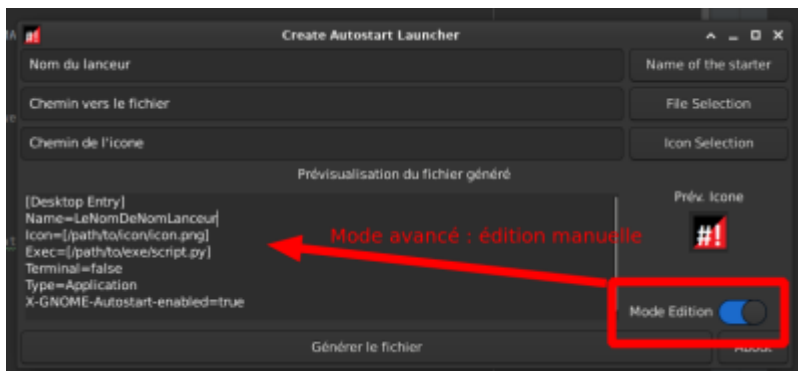 #!
Create Autostart Launcher
Nom du lanceur
Name of the starter
Chemin vers le fichier
File Selection
Chemin de l'icone
Icon Selection
Prévisualisation du fichier généré
[Desktop Entry]
Name=LeNomDeNomLanceur
Icon=[/path/to/icon/icon.png]
Exec=[/path/to/exe/script.py]
Terminal=false
Type=Application
X-GNOME-Autostart-enabled=true
Mode avancé : édition manuelle
Prév. Icone
#!
Mode Edition
Générer le fichier
About